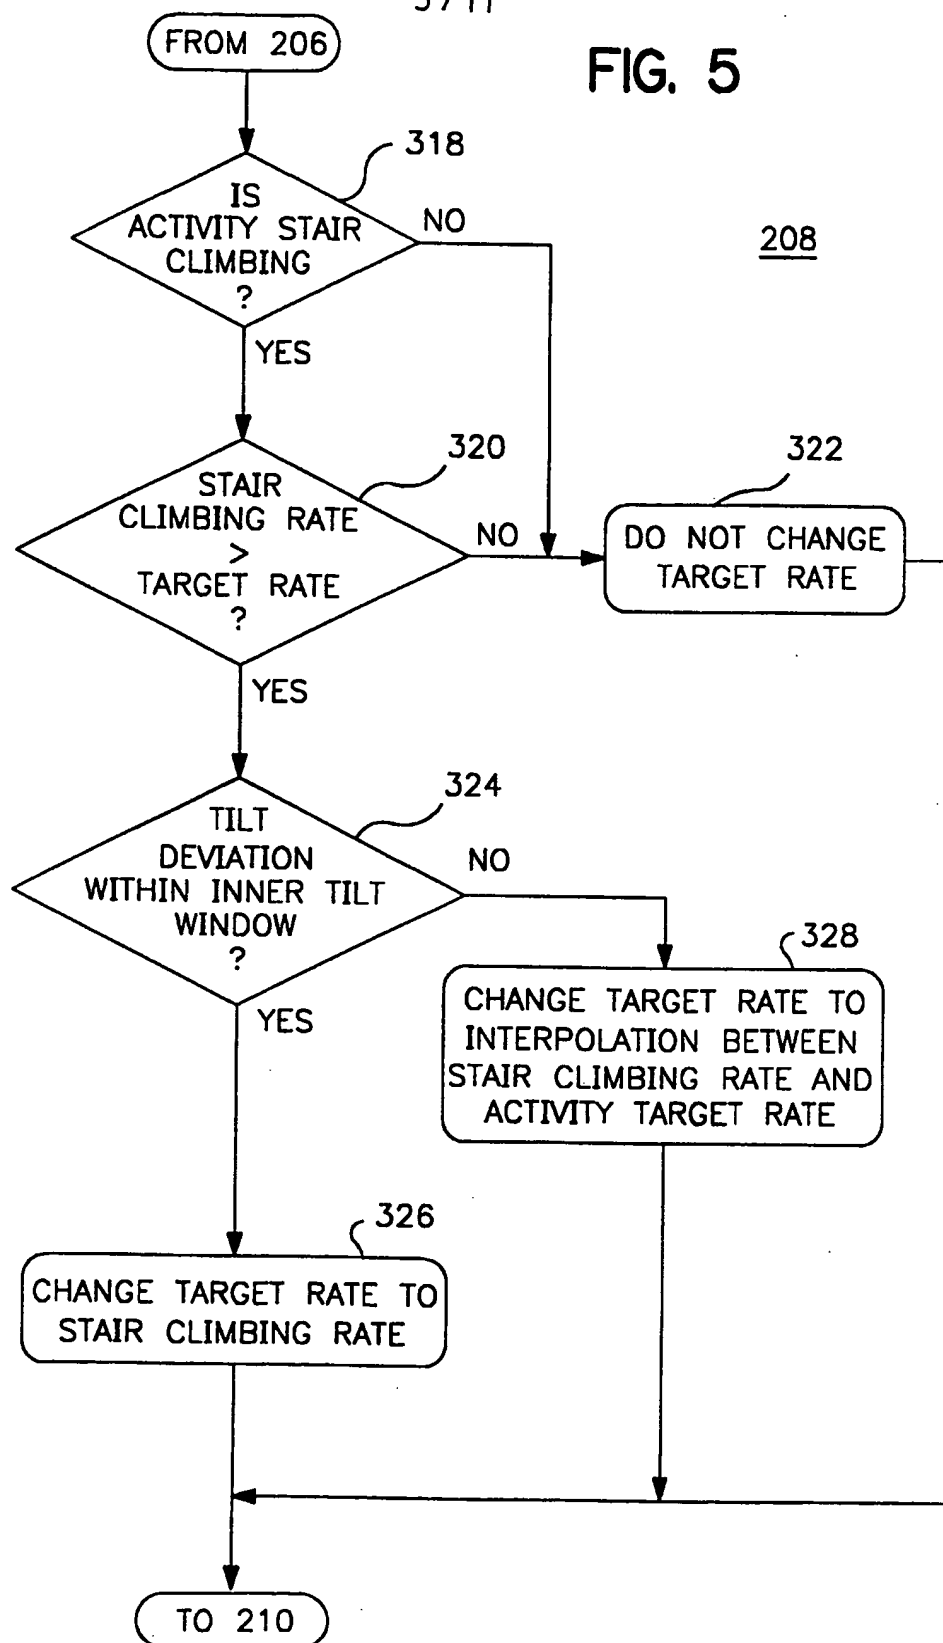 FROM 206
FIG. 5
318
IS
ACTIVITY STAIR
CLIMBING
?
NO
208
YES
320
STAIR
CLIMBING RATE
>
TARGET RATE
?
NO
322
DO NOT CHANGE
TARGET RATE
YES
324
TILT
DEVIATION
WITHIN INNER TILT
WINDOW
?
NO
328
CHANGE TARGET RATE TO
INTERPOLATION BETWEEN
STAIR CLIMBING RATE AND
ACTIVITY TARGET RATE
YES
326
CHANGE TARGET RATE TO
STAIR CLIMBING RATE
TO 210